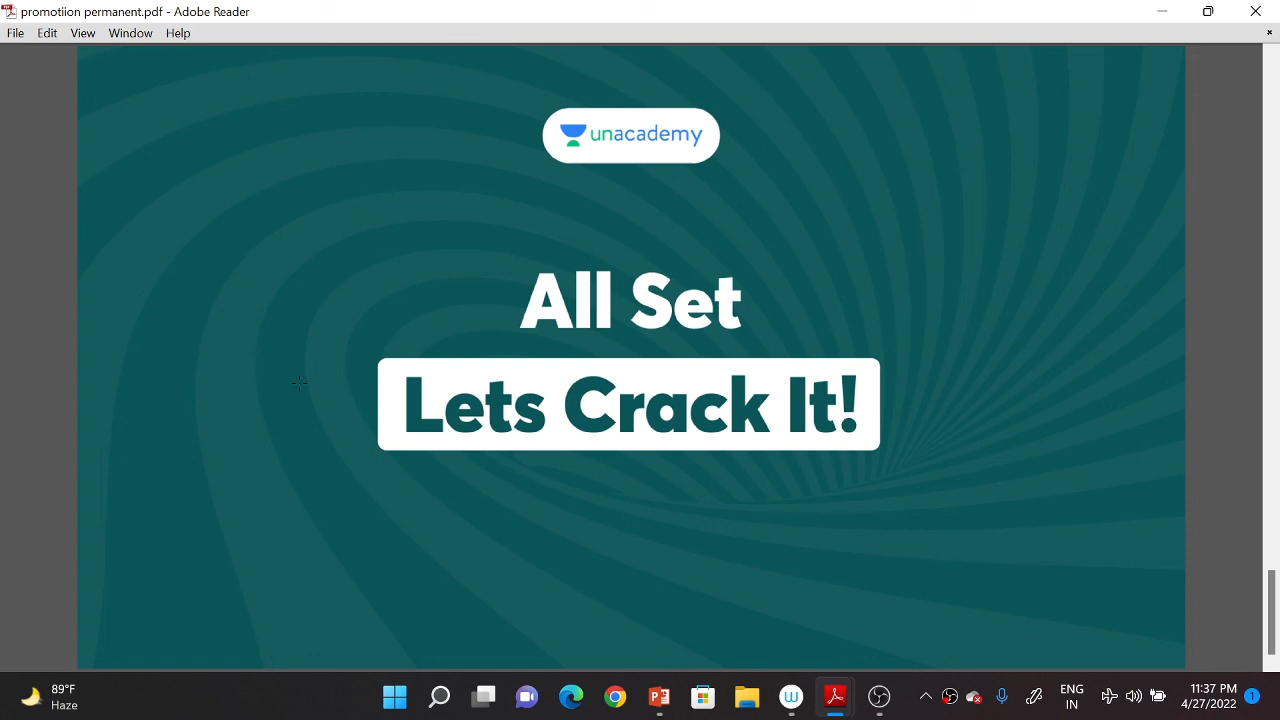 promotiion permanent.pdf - Adobe Reader
File Edit View Window Help
unacademy
All Set
Lets Crack It!
89°F
Haze
W
ENG
IN
11:37 PM
4/27/2022
1